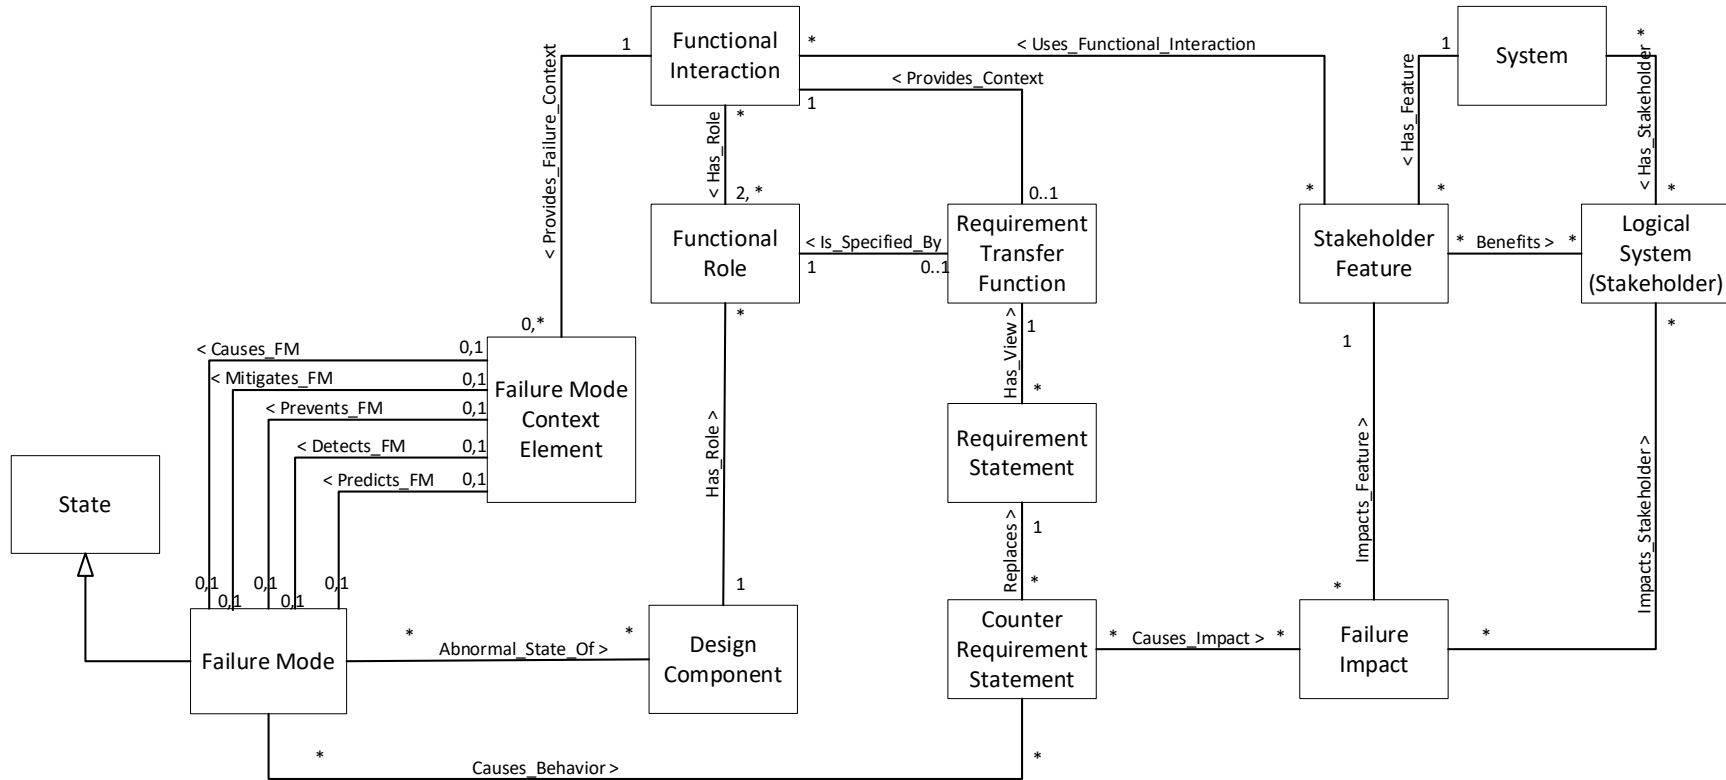 Functional
Interaction
System
1
*
< Uses_Functional_Interaction
1
*
< Provides_Context
1
*
< Provides_Failure_Context
< Has_Role
< Has_Feature
< Has_Stakeholder
2, *
0..1
*
*
*
Functional
Role
Requirement
Transfer
Function
Stakeholder
Feature
Logical
System
(Stakeholder)
< Is_Specified_By
1
0..1
* Benefits > *
*
Has_View >
1
1
*
0,*
< Causes_FM
0,1
< Mitigates_FM
0,1
< Prevents_FM
0,1
< Detects_FM
0,1
< Predicts_FM
0,1
Failure Mode
Context
Element
Has_Role >
*
Requirement
Statement
Impacts_Feature >
Impacts_Stakeholder >
State
Replaces >
1
*
0,1
0,1
0,1
0,1
0,1
1
*
Failure Mode
*
Abnormal_State_Of >
*
Design
Component
Counter
Requirement
Statement
* Causes_Impact > *
Failure
Impact
*
*
Causes_Behavior >
*